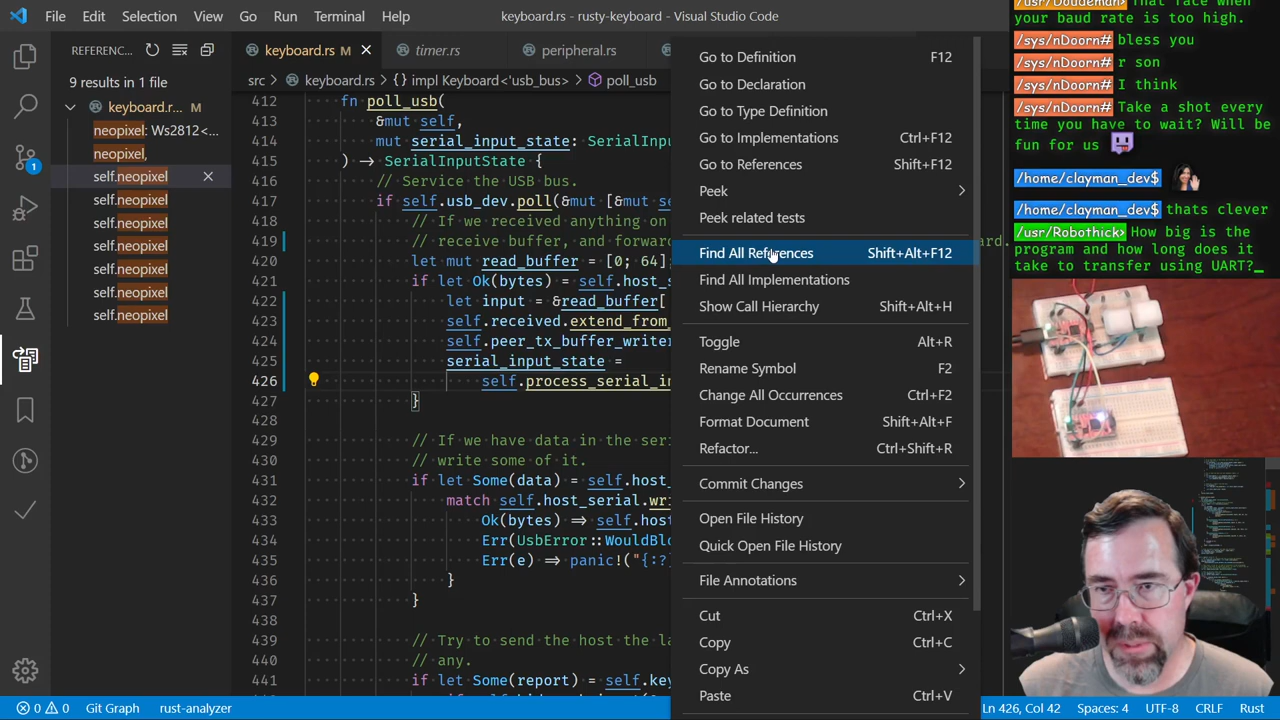 File Edit Selection View Go Run Terminal Help
keyboard.rs - rusty-keyboard - Visual Studio Code
REFERENC...
9 results in 1 file
keyboard.r... M
neopixel: Ws2812<...
neopixel,
self.neopixel
self.neopixel
self.neopixel
self.neopixel
self.neopixel
self.neopixel
self.neopixel
keyboard.rs M
timer.rs
peripheral.rs
src > keyboard.rs > {} impl Keyboard<'usb_bus> > poll_usb
412 fn poll_usb(
413 &mut self,
414 mut serial_input_state: SerialInpu
415 ) -> SerialInputState {
416 // Service the USB bus.
417 if self.usb_dev.poll(&mut [&mut se
418 // If we received anything on
419 // receive buffer, and forwar
420 let mut read_buffer = [0; 64]
421 if let Ok(bytes) = self.host_s
422 let input = &read_buffer[
423 self.received.extend_from_
424 self.peer_tx_buffer_writer
425 serial_input_state =
426 self.process_serial_in
427 }
428
429 // If we have data in the seri
430 // write some of it.
431 if let Some(data) = self.host_
432 match self.host_serial.wri
433 Ok(bytes) => self.host
434 Err(UsbError::WouldBlo
435 Err(e) => panic!("{:?}
436 }
437 }
438
439 // Try to send the host the la
440 // any.
441 if let Some(report) = self.key
Go to Definition F12
Go to Declaration
Go to Type Definition
Go to Implementations Ctrl+F12
Go to References Shift+F12
Peek
Peek related tests
Find All References Shift+Alt+F12
Find All Implementations
Show Call Hierarchy Shift+Alt+H
Toggle Alt+R
Rename Symbol F2
Change All Occurrences Ctrl+F2
Format Document Shift+Alt+F
Refactor... Ctrl+Shift+R
Commit Changes
Open File History
Quick Open File History
File Annotations
Cut Ctrl+X
Copy Ctrl+C
Copy As
Paste Ctrl+V
ard.
/usr/Doudeman> That face when
your baud rate is too high.
/sys/nDoorn# bless you
/sys/nDoorn# r son
/sys/nDoorn# I think
/sys/nDoorn# Take a shot every
time you have to wait? Will be
fun for us
/home/clayman_dev$
/home/clayman_dev$ thats clever
/usr/Robothick> How big is the
program and how long does it
take to transfer using UART?_
1
0 0 Git Graph rust-analyzer
Ln 426, Col 42 Spaces: 4 UTF-8 CRLF Rust